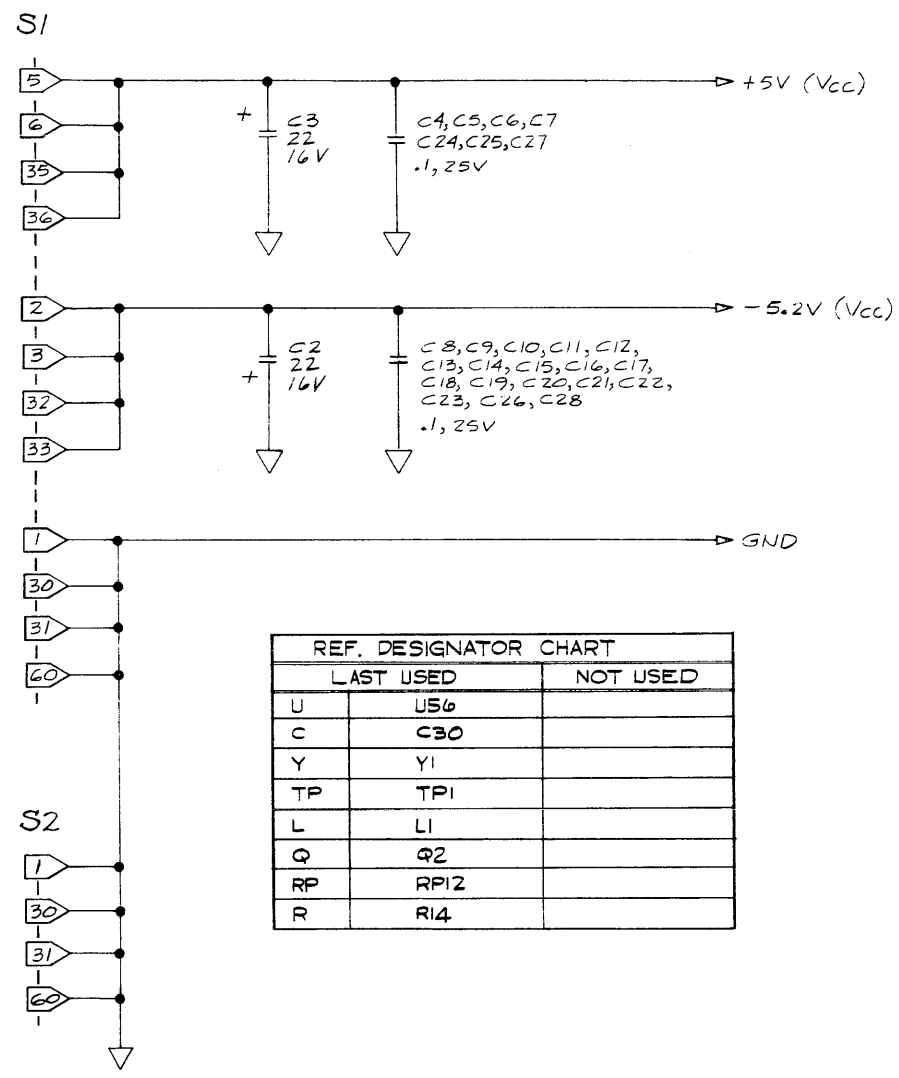 S1
5
+5V (VCC)
6
+
C3
22
16V
C4, C5, C6, C7
C24, C25, C27
.1, 25V
35
36
2
-5.2V (VCC)
3
+
C2
22
16V
C8, C9, C10, C11, C12,
C13, C14, C15, C16, C17,
C18, C19, C20, C21, C22,
C23, C26, C28
.1, 25V
32
33
1
GND
30
31
60
REF. DESIGNATOR CHART
LAST USED NOT USED
U U56
C C30
Y Y1
TP TP1
L L1
Q Q2
RP RP12
R R14
S2
1
30
31
60